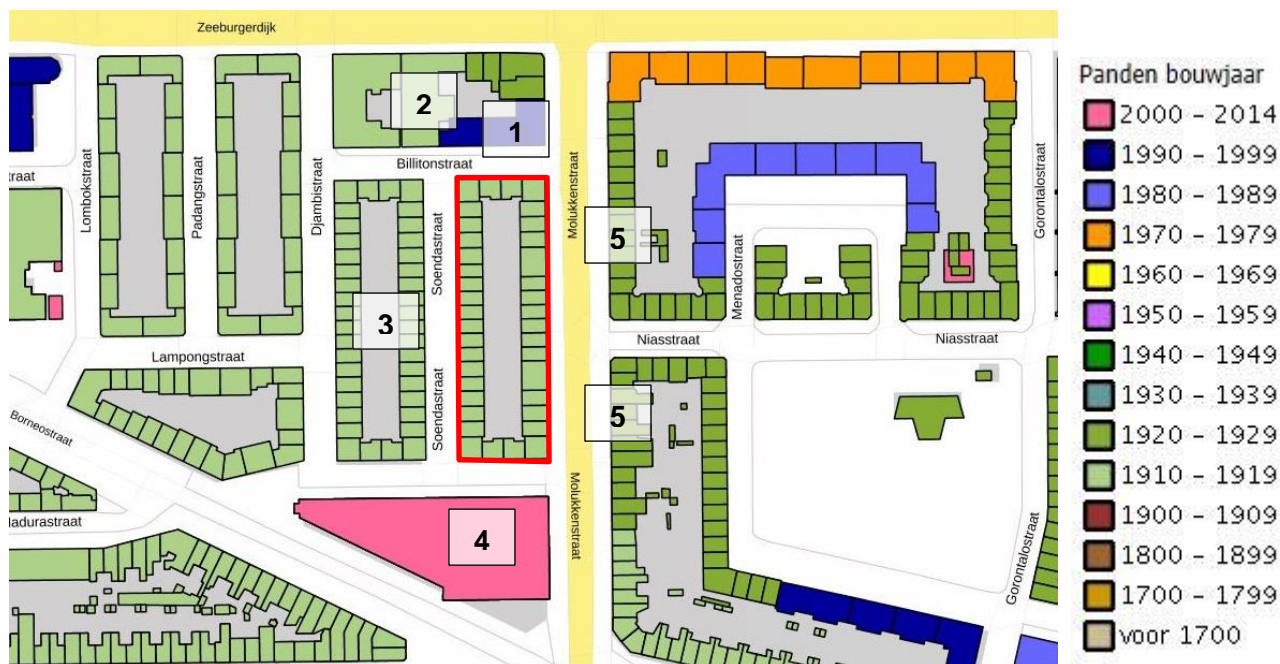 Zeeburgerdijk
2
1
Billitonstraat
traat
Lombokstraat
Padangstraat
Djambistraat
Soendastraat
Molukkenstraat
5
Menadostraat
Gorontalostraat
3
Niasstraat
Niasstraat
Lampongstraat
Soendastraat
5
Borneostraat
Molukkenstraat
adurastraat
4
Gorontalostraat
Panden bouwjaar
2000 - 2014
1990 - 1999
1980 - 1989
1970 - 1979
1960 - 1969
1950 - 1959
1940 - 1949
1930 - 1939
1920 - 1929
1910 - 1919
1900 - 1909
1800 - 1899
1700 - 1799
voor 1700